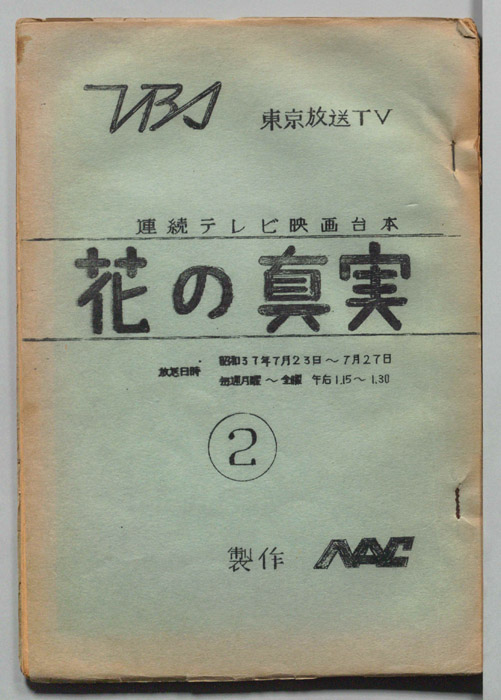 TBS 東京放送TV
連続テレビ映画台本
花の真実
放送日時 昭和37年7月23日～7月27日
毎週月曜～金曜 午后1.15～1.30
2
製作 NAC